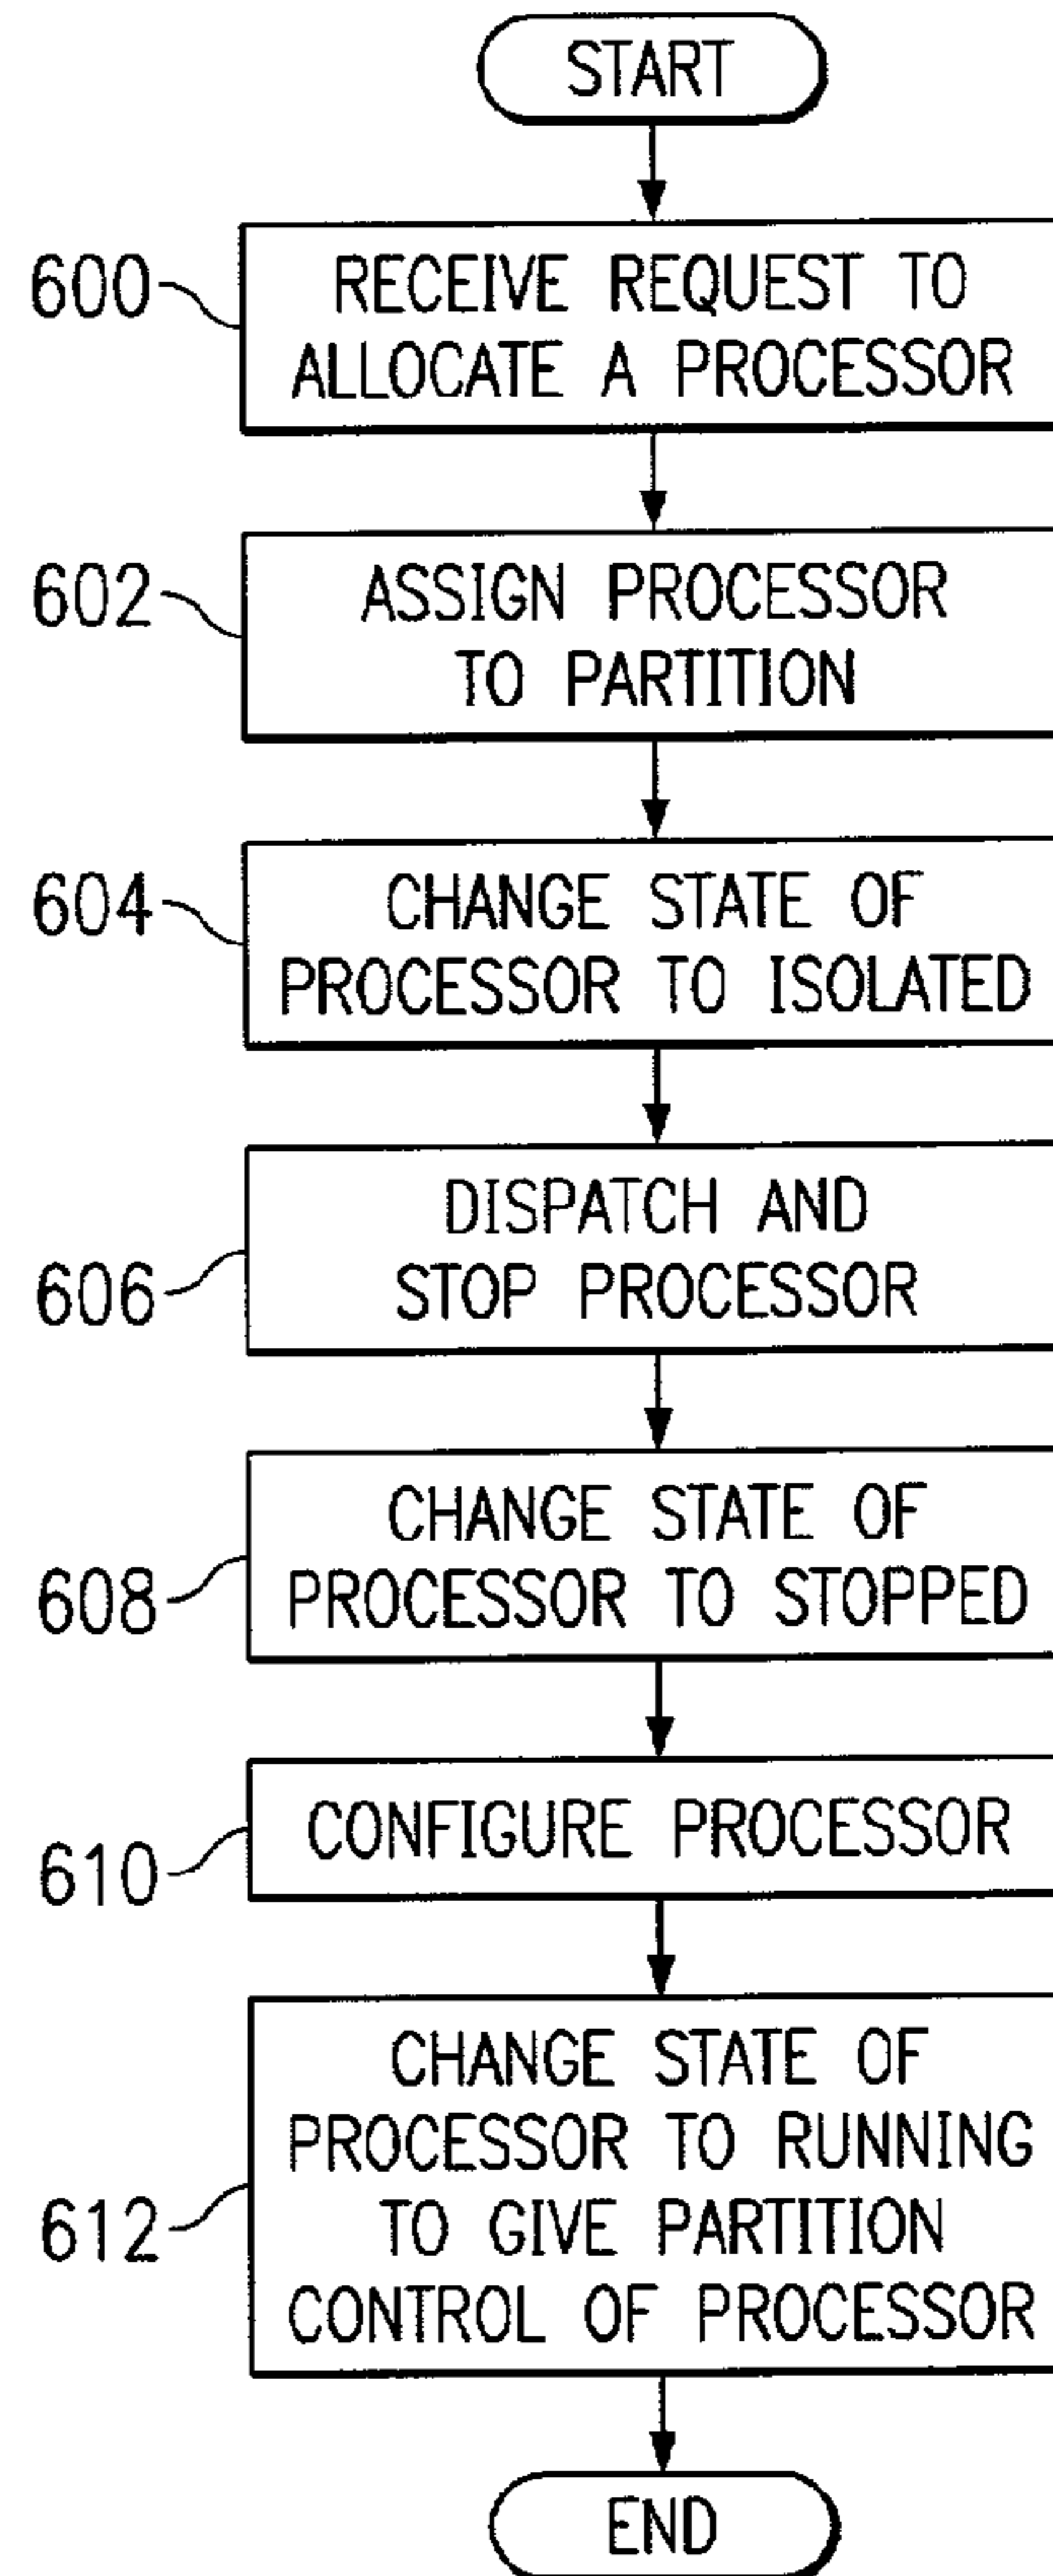 START
600
RECEIVE REQUEST TO
ALLOCATE A PROCESSOR
602
ASSIGN PROCESSOR
TO PARTITION
604
CHANGE STATE OF
PROCESSOR TO ISOLATED
606
DISPATCH AND
STOP PROCESSOR
608
CHANGE STATE OF
PROCESSOR TO STOPPED
610
CONFIGURE PROCESSOR
612
CHANGE STATE OF
PROCESSOR TO RUNNING
TO GIVE PARTITION
CONTROL OF PROCESSOR
END